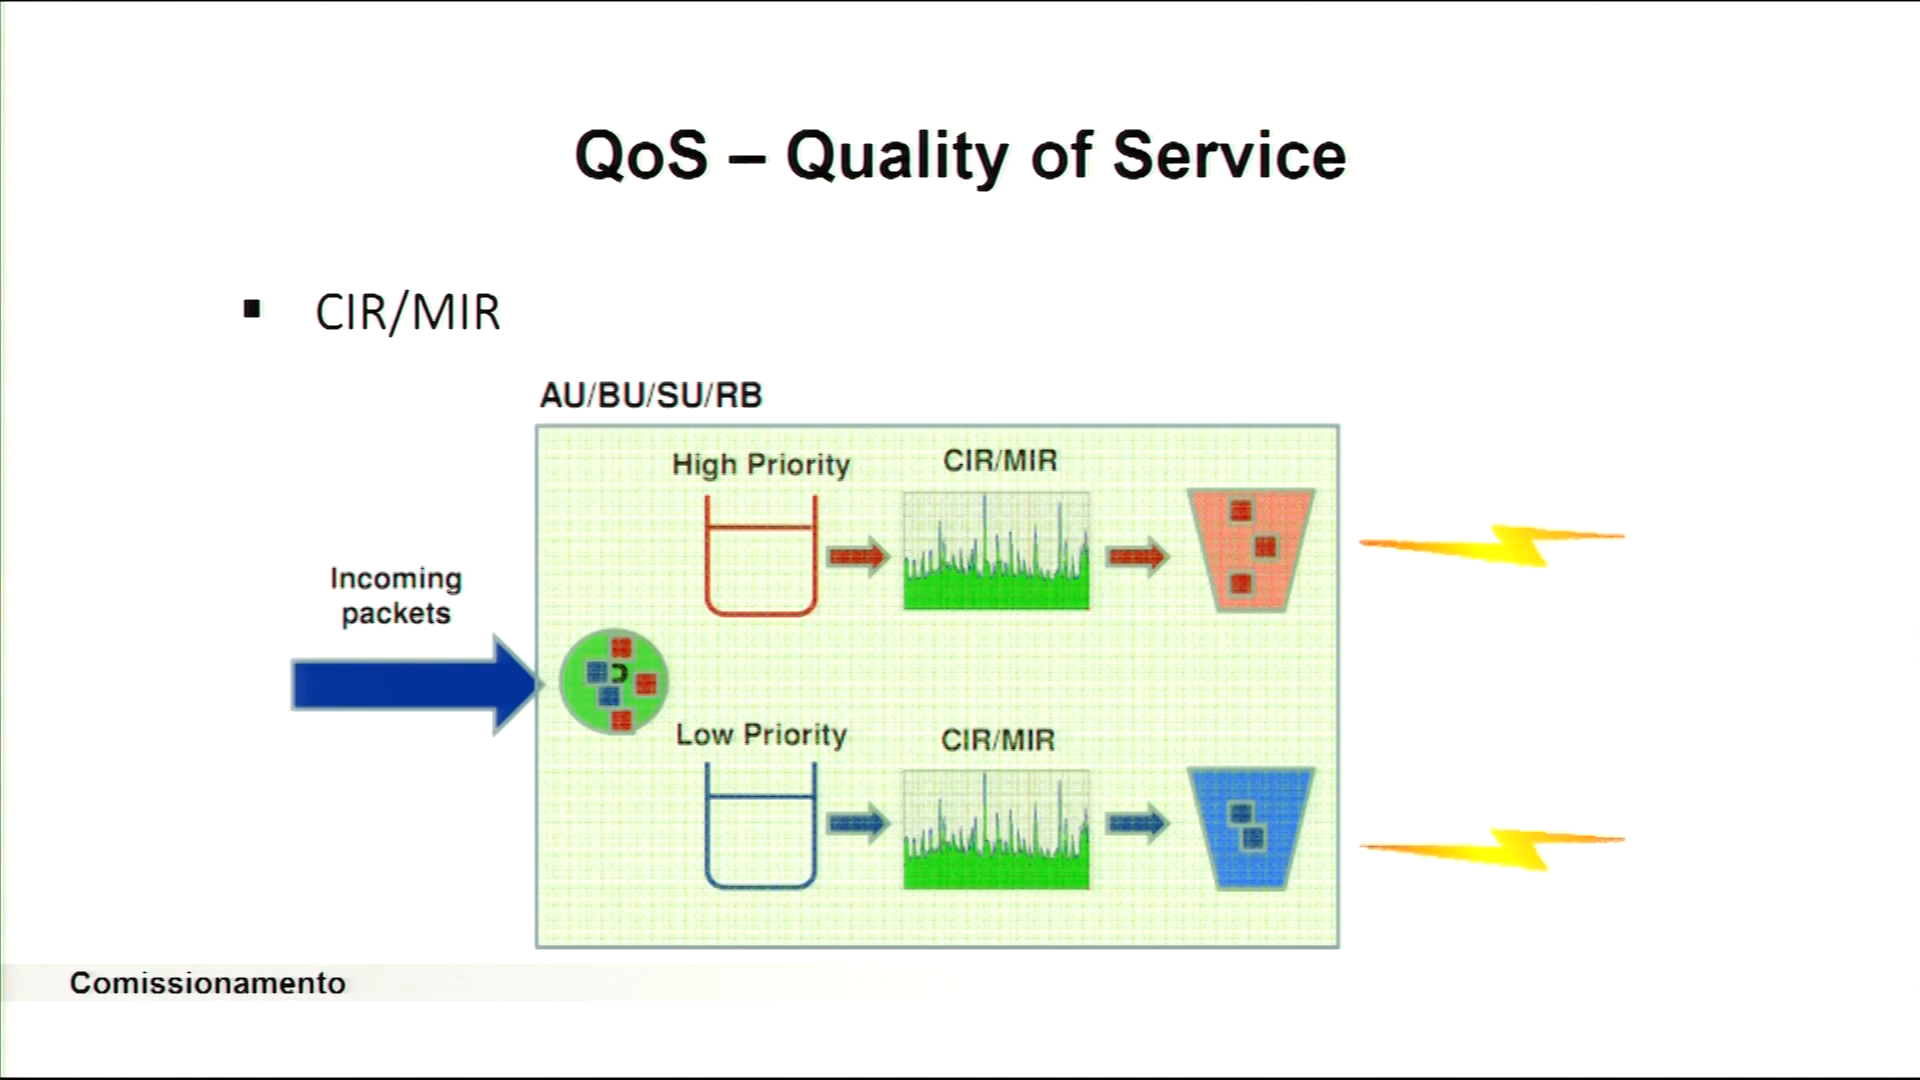 QoS – Quality of Service
▪ CIR/MIR
AU/BU/SU/RB
High Priority
CIR/MIR
Incoming
packets
Low Priority
CIR/MIR
Comissionamento